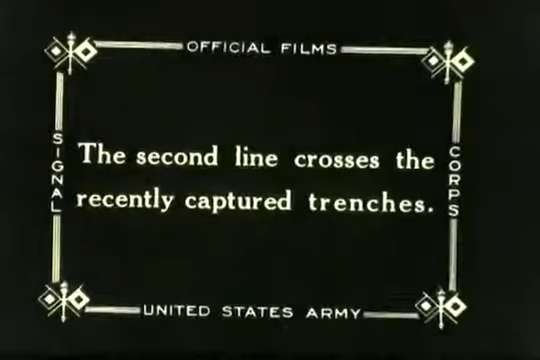 OFFICIAL FILMS
SIGNAL
The second line crosses the
recently captured trenches.
CORPS
UNITED STATES ARMY